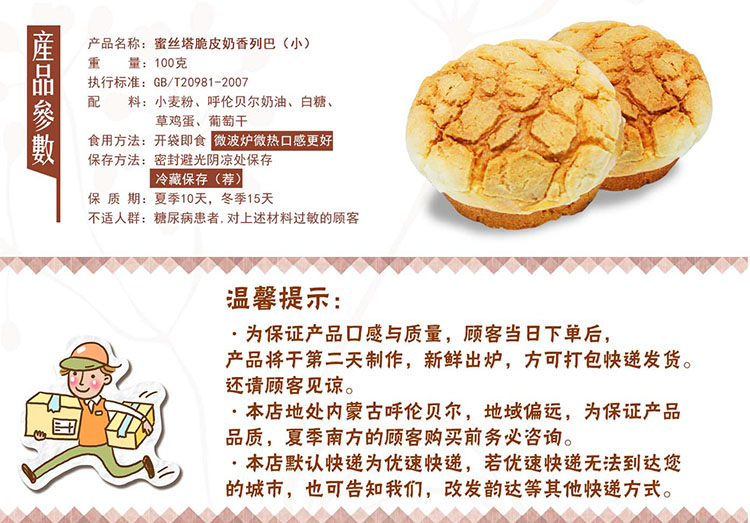 産品參數
产品名称：蜜丝塔脆皮奶香列巴（小）
重　　量：100克
执行标准：GB/T20981-2007
配　　料：小麦粉、呼伦贝尔奶油、白糖、
草鸡蛋、葡萄干
食用方法：开袋即食 微波炉微热口感更好
保存方法：密封避光阴凉处保存
冷藏保存（荐）
保 质 期：夏季10天，冬季15天
不适人群：糖尿病患者,对上述材料过敏的顾客
温馨提示：
·为保证产品口感与质量，顾客当日下单后，
产品将于第二天制作，新鲜出炉，方可打包快递发货。
还请顾客见谅。
·本店地处内蒙古呼伦贝尔，地域偏远，为保证产品
品质，夏季南方的顾客购买前务必咨询。
·本店默认快递为优速快递，若优速快递无法到达您
的城市，也可告知我们，改发韵达等其他快递方式。